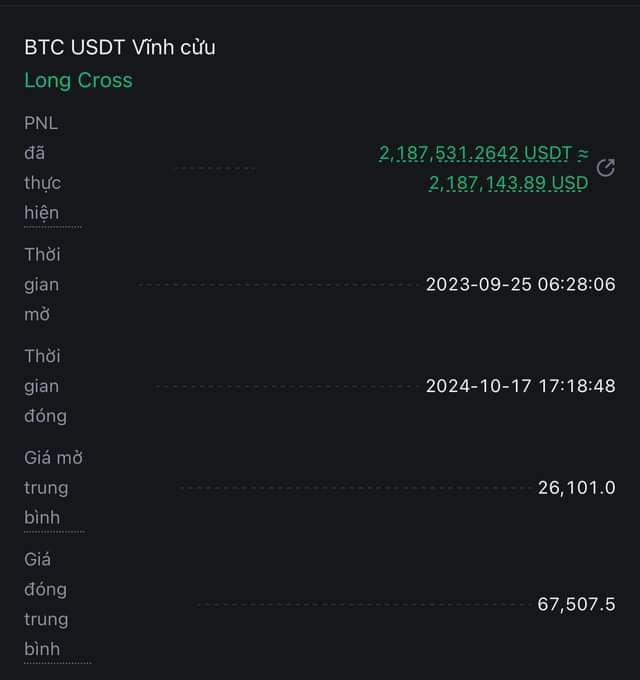 BTC USDT Vĩnh cửu
Long Cross
PNL
đã
thực
hiện
2,187,531.2642 USDT ≈
2,187,143.89 USD
Thời
gian
mở
2023-09-25 06:28:06
Thời
gian
đóng
2024-10-17 17:18:48
Giá mở
trung
bình
26,101.0
Giá
đóng
trung
bình
67,507.5